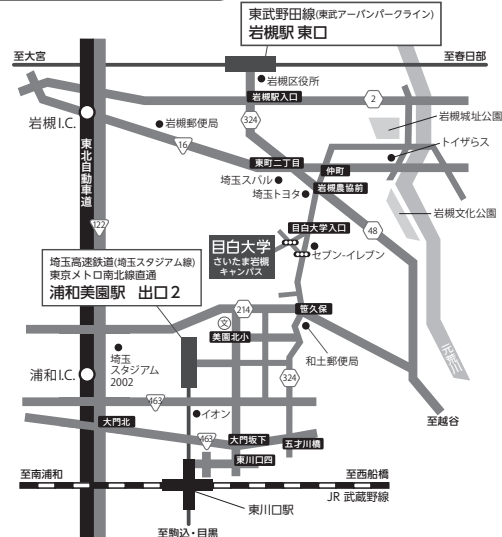 東武野田線(東武アーバンパークライン)
岩槻駅 東口
至大宮
至春日部
岩槻区役所
岩槻駅入口
2
岩槻城址公園
岩槻I.C.
岩槻郵便局
324
トイザらス
16
東町二丁目
仲町
東北自動車道
埼玉スバル
埼玉トヨタ
岩槻農協前
岩槻文化公園
目白大学入口
48
122
目白大学
さいたま岩槻
キャンパス
セブン-イレブン
埼玉高速鉄道(埼玉スタジアム線)
東京メトロ南北線直通
浦和美園駅 出口2
214
笹久保
文
美園北小
和土郵便局
元荒川
埼玉
スタジアム
2002
浦和I.C.
324
463
イオン
至越谷
大門北
463
大門坂下
五才川橋
東川口四
至南浦和
至西船橋
JR 武蔵野線
東川口駅
至駒込・目黒